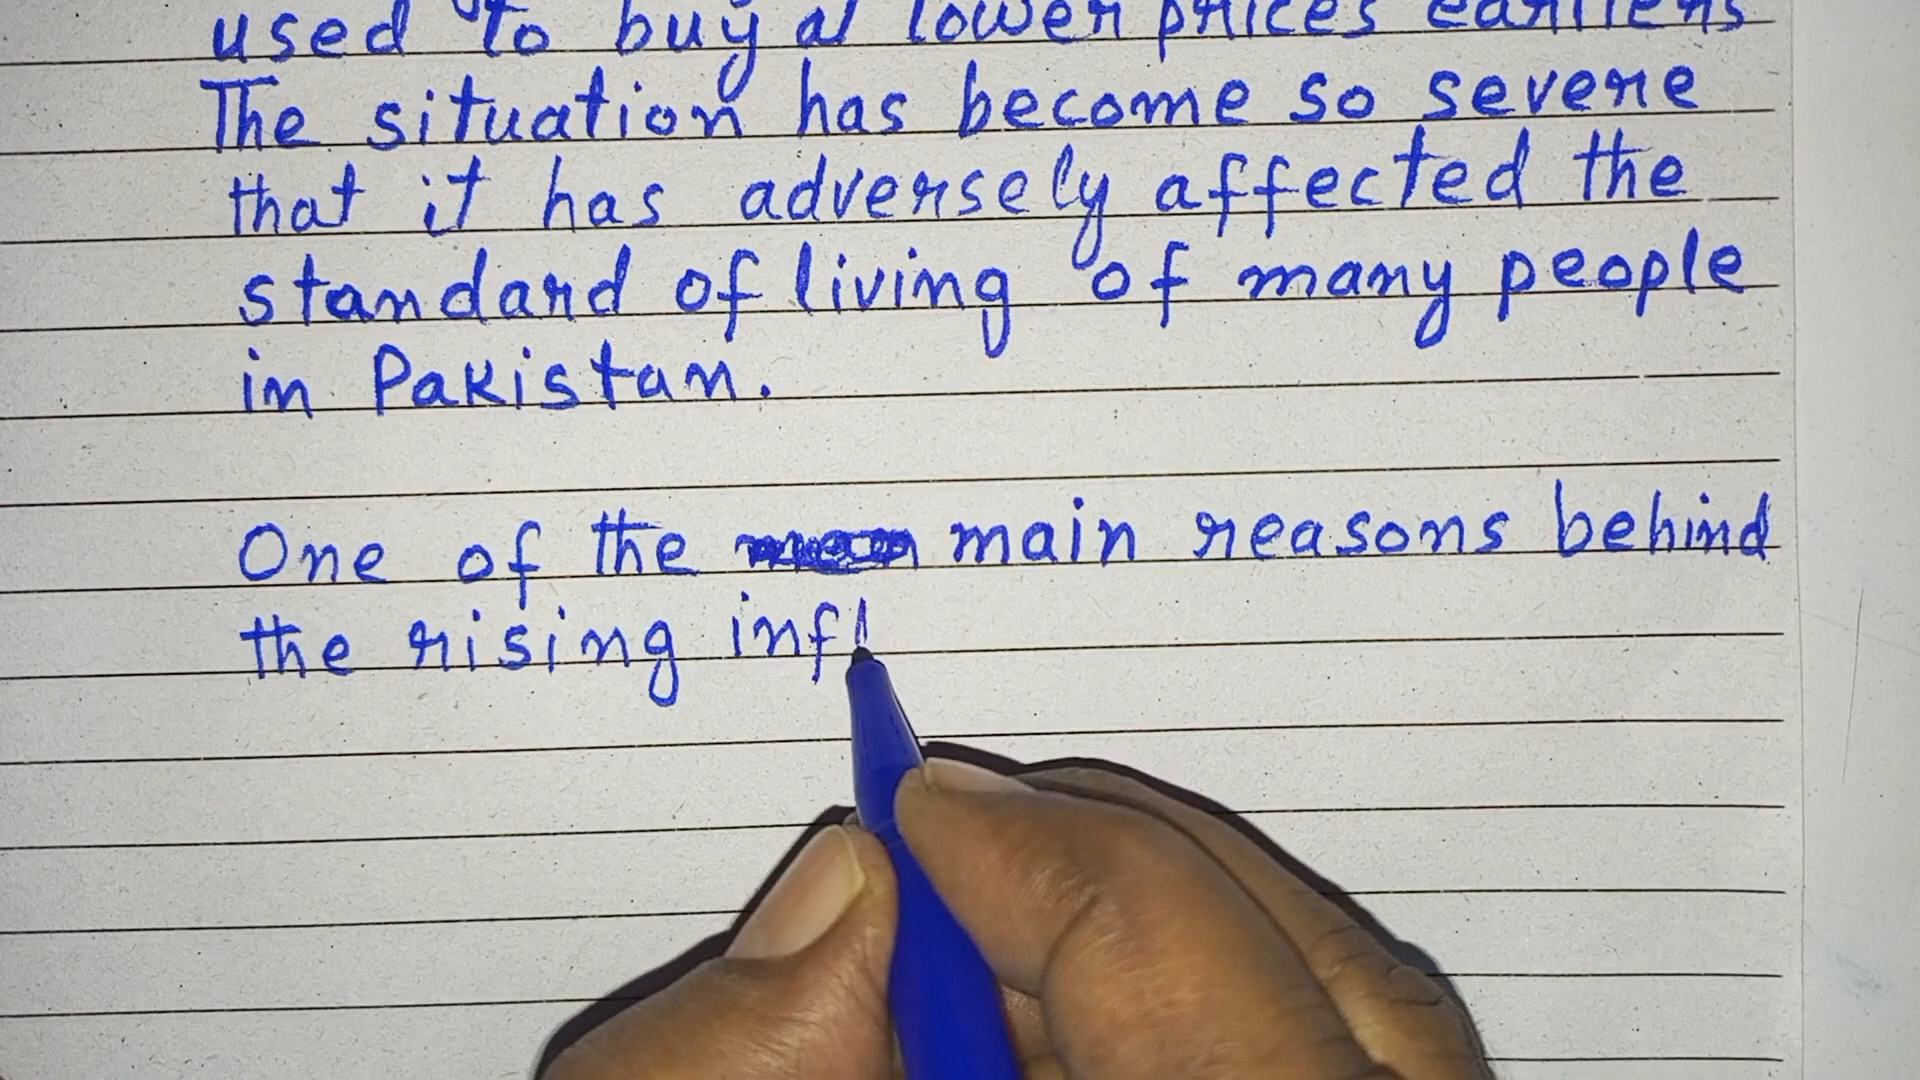 used to buy at lower prices earliers
The situation has become so severe
that it has adversely affected the
standard of living of many people
in Pakistan.
One of the main reasons behind
the rising infl